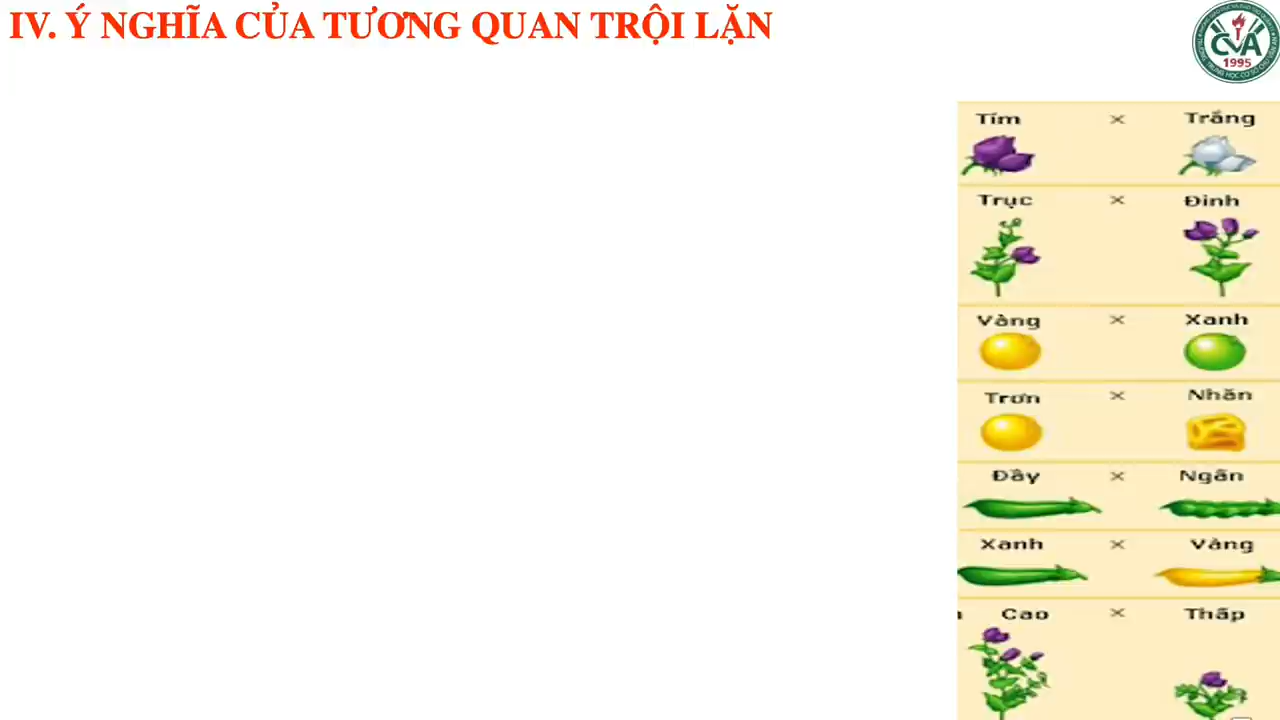 IV. Ý NGHĨA CỦA TƯƠNG QUAN TRỘI LẶN
CVA
1995
Tím × Trắng
Trục × Đỉnh
Vàng × Xanh
Trơn × Nhăn
Đầy × Ngấn
Xanh × Vàng
Cao × Thấp